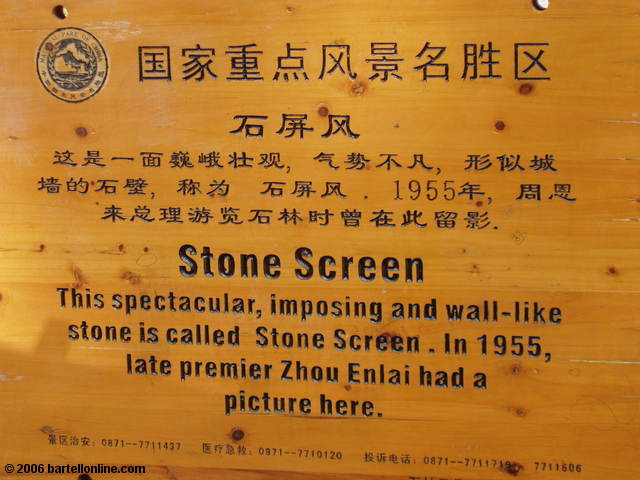 国家重点风景名胜区
石屏风
这是一面巍峨壮观, 气势不凡, 形似城
墙的石壁, 称为 石屏风 . 1955年, 周恩
来总理游览石林时曾在此留影.
Stone Screen
This spectacular, imposing and wall-like
stone is called Stone Screen . In 1955,
late premier Zhou Enlai had a
picture here.
景区治安: 0871--7711437 医疗急救: 0871--7710120 投诉电话: 0871--7711719 7711606
© 2006 bartellonline.com